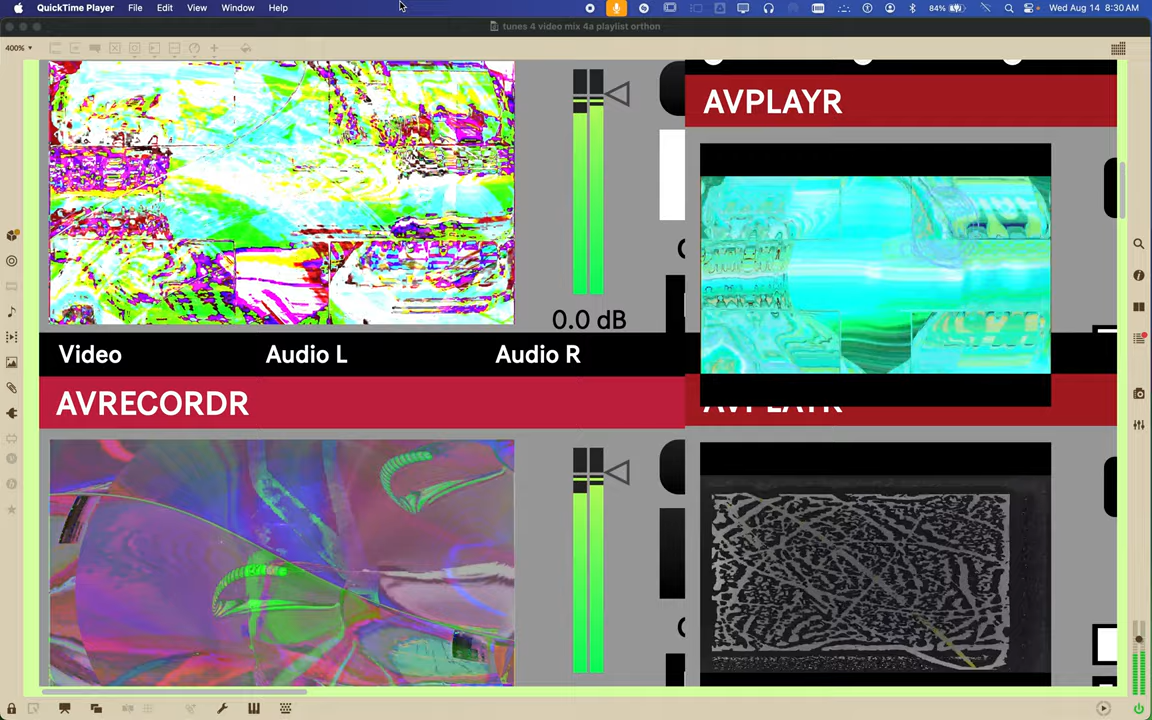 QuickTime Player File Edit View Window Help 84% Wed Aug 14 8:30 AM
tunes 4 video mix 4a playlist orthon
400%
AVPLAYR
0.0 dB
Video Audio L Audio R
AVRECORDR
AVPLAYR